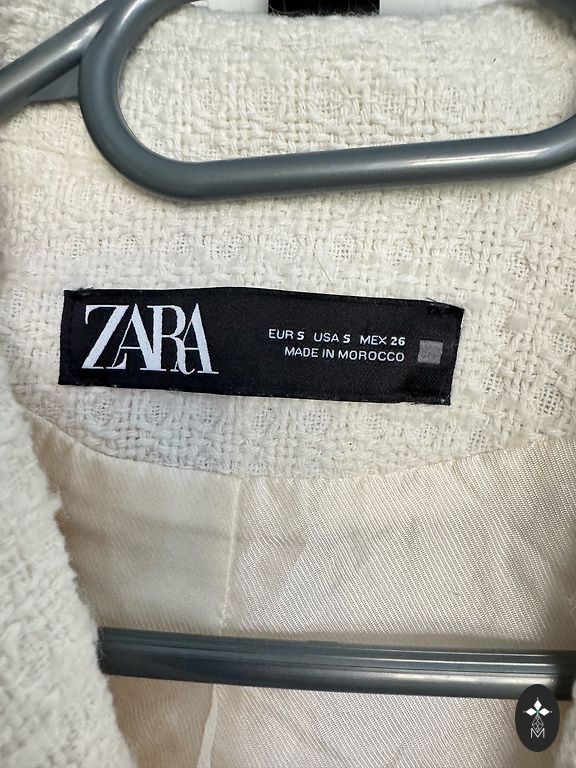 ZARA
EUR S USA S MEX 26
MADE IN MOROCCO
M